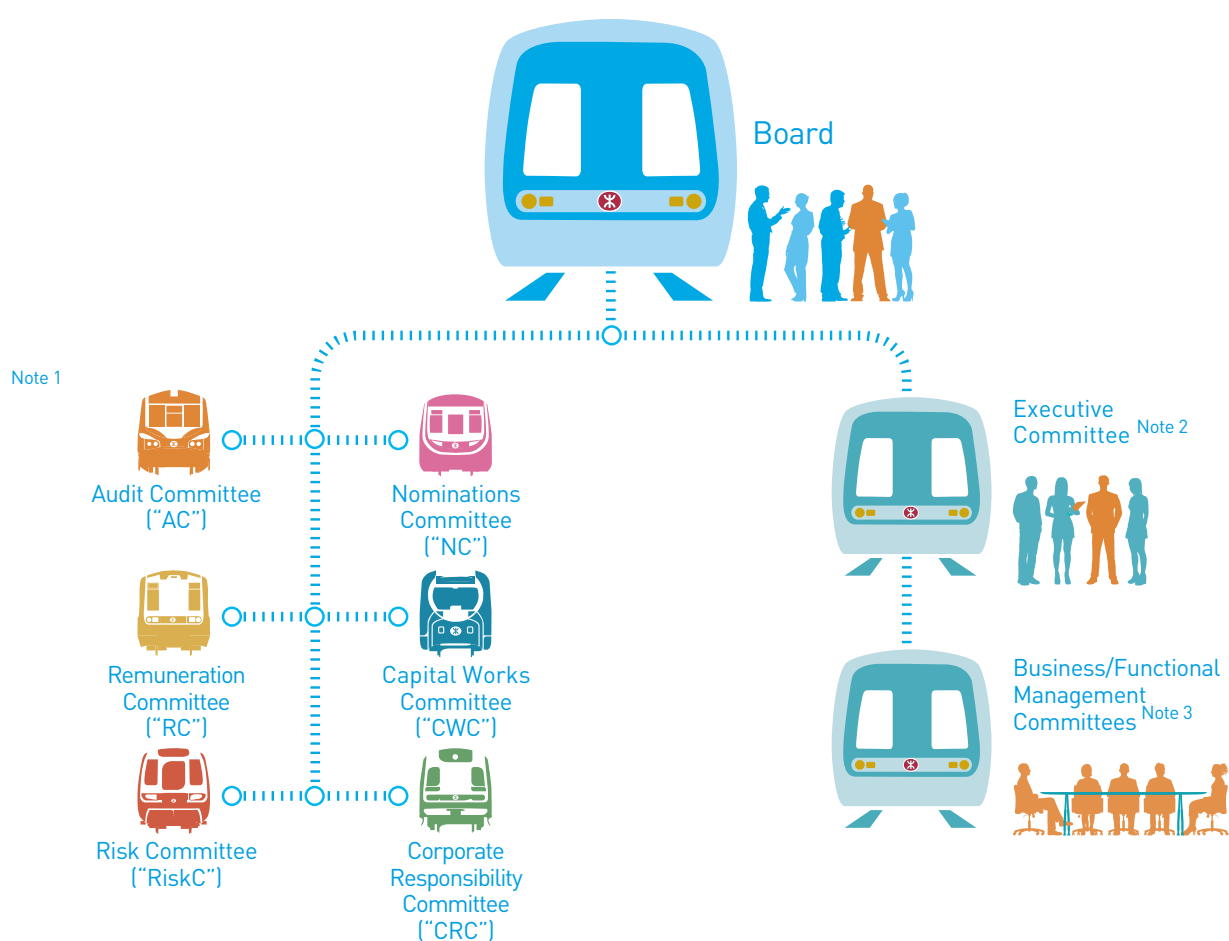 Board
Note 1
Audit Committee
(“AC”)
Nominations
Committee
(“NC”)
Executive
Committee Note 2
Remuneration
Committee
(“RC”)
Capital Works
Committee
(“CWC”)
Business/Functional
Management
Committees Note 3
Risk Committee
(“RiskC”)
Corporate
Responsibility
Committee
(“CRC”)